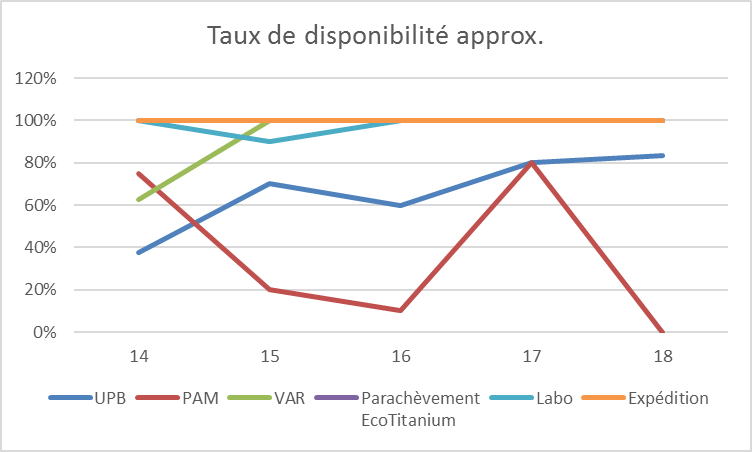 Taux de disponibilité approx.
120%
100%
80%
60%
40%
20%
0%
14 15 16 17 18
UPB PAM VAR Parachèvement EcoTitanium Labo Expédition